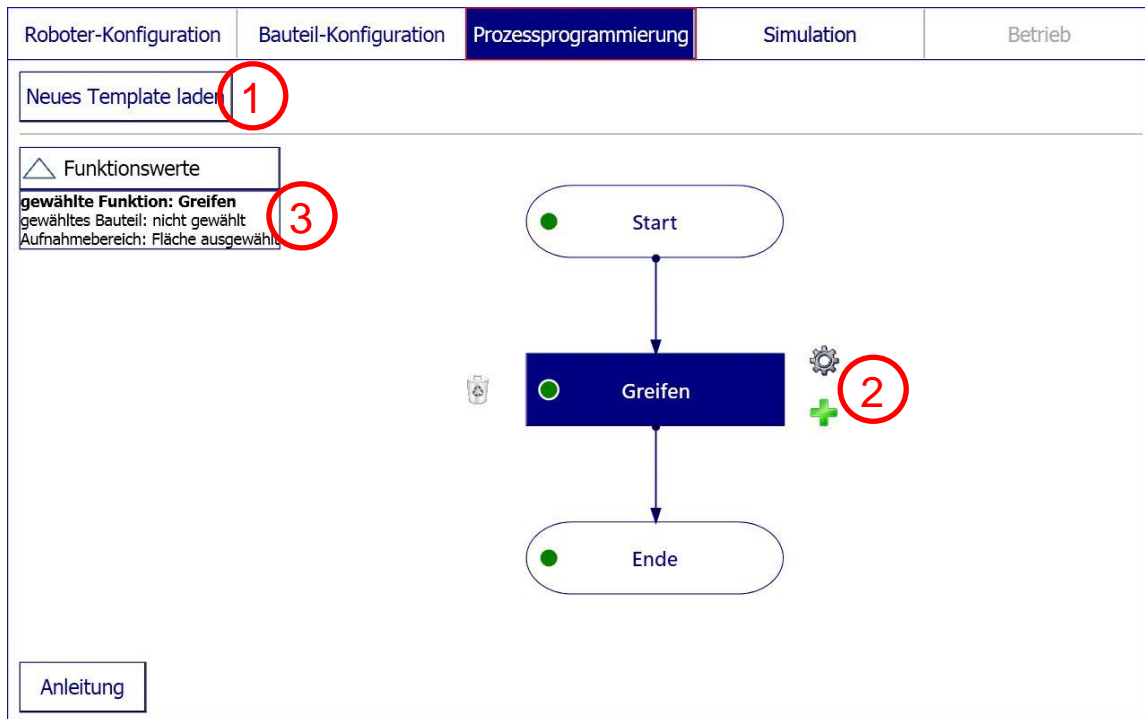 Roboter-Konfiguration Bauteil-Konfiguration Prozessprogrammierung Simulation Betrieb
Neues Template laden 1
Funktionswerte
gewählte Funktion: Greifen
gewähltes Bauteil: nicht gewählt
Aufnahmebereich: Fläche ausgewählt
3
Start
Greifen
2
Ende
Anleitung